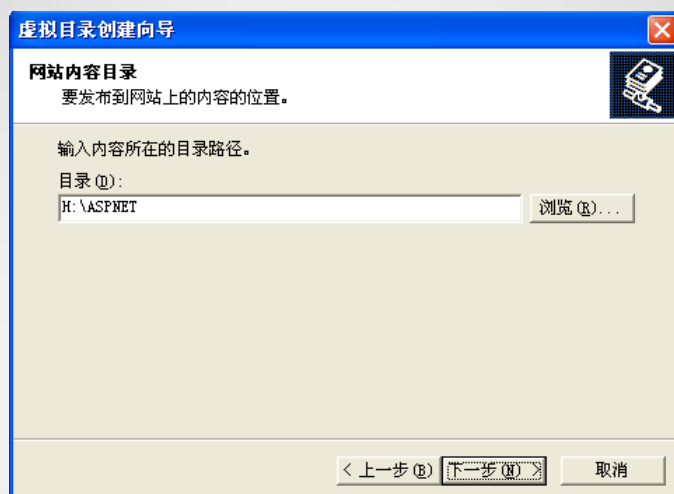 虚拟目录创建向导
网站内容目录
要发布到网站上的内容的位置。
输入内容所在的目录路径。
目录(D):
H:\ASPNET
浏览(R)...
< 上一步(B) 下一步(N) > 取消